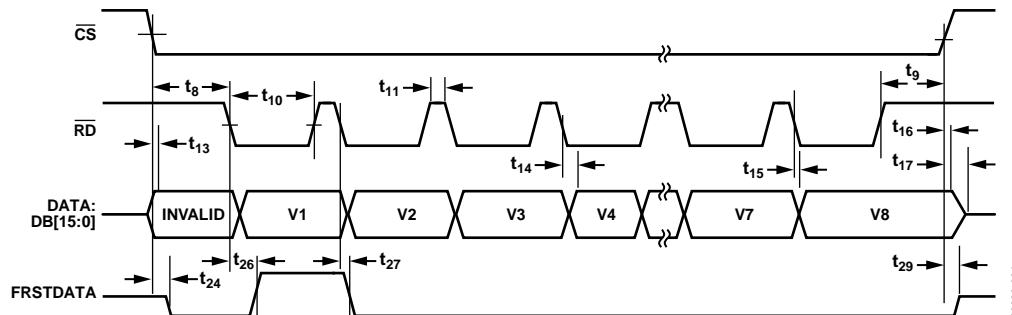 CS
t8
t10
t11
t9
RD
t13
t14
t15
t16
t17
DATA:
DB[15:0]
INVALID
V1
V2
V3
V4
V7
V8
t24
t26
t27
t29
FRSTDATA